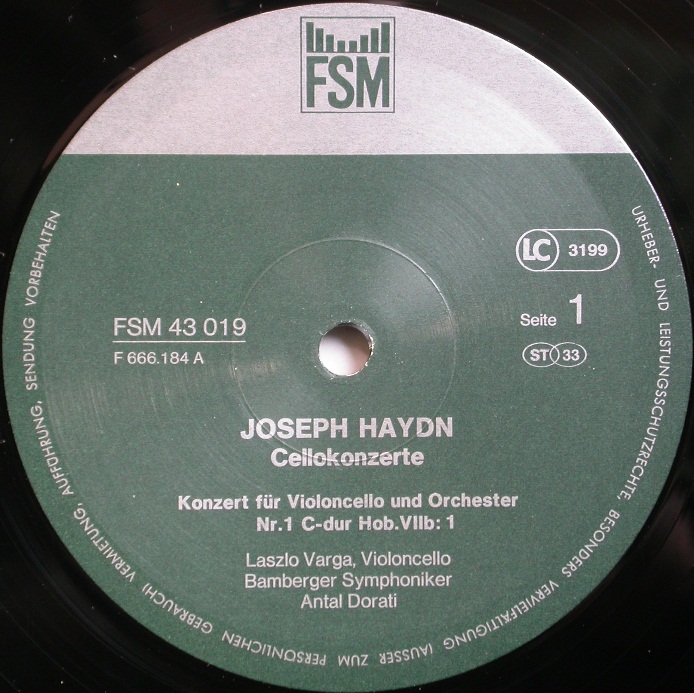 FSM
LC 3199
Seite 1
FSM 43 019
F 666.184 A
ST 33
JOSEPH HAYDN
Cellokonzerte
Konzert für Violoncello und Orchester
Nr.1 C-dur Hob.VIIb: 1
Laszlo Varga, Violoncello
Bamberger Symphoniker
Antal Dorati
URHEBER- UND LEISTUNGSSCHUTZRECHTE, BESONDERS VERVIELFÄLTIGUNG (AUSSER ZUM PERSÖNLICHEN GEBRAUCH) VERMIETUNG, AUFFÜHRUNG, SENDUNG VORBEHALTEN